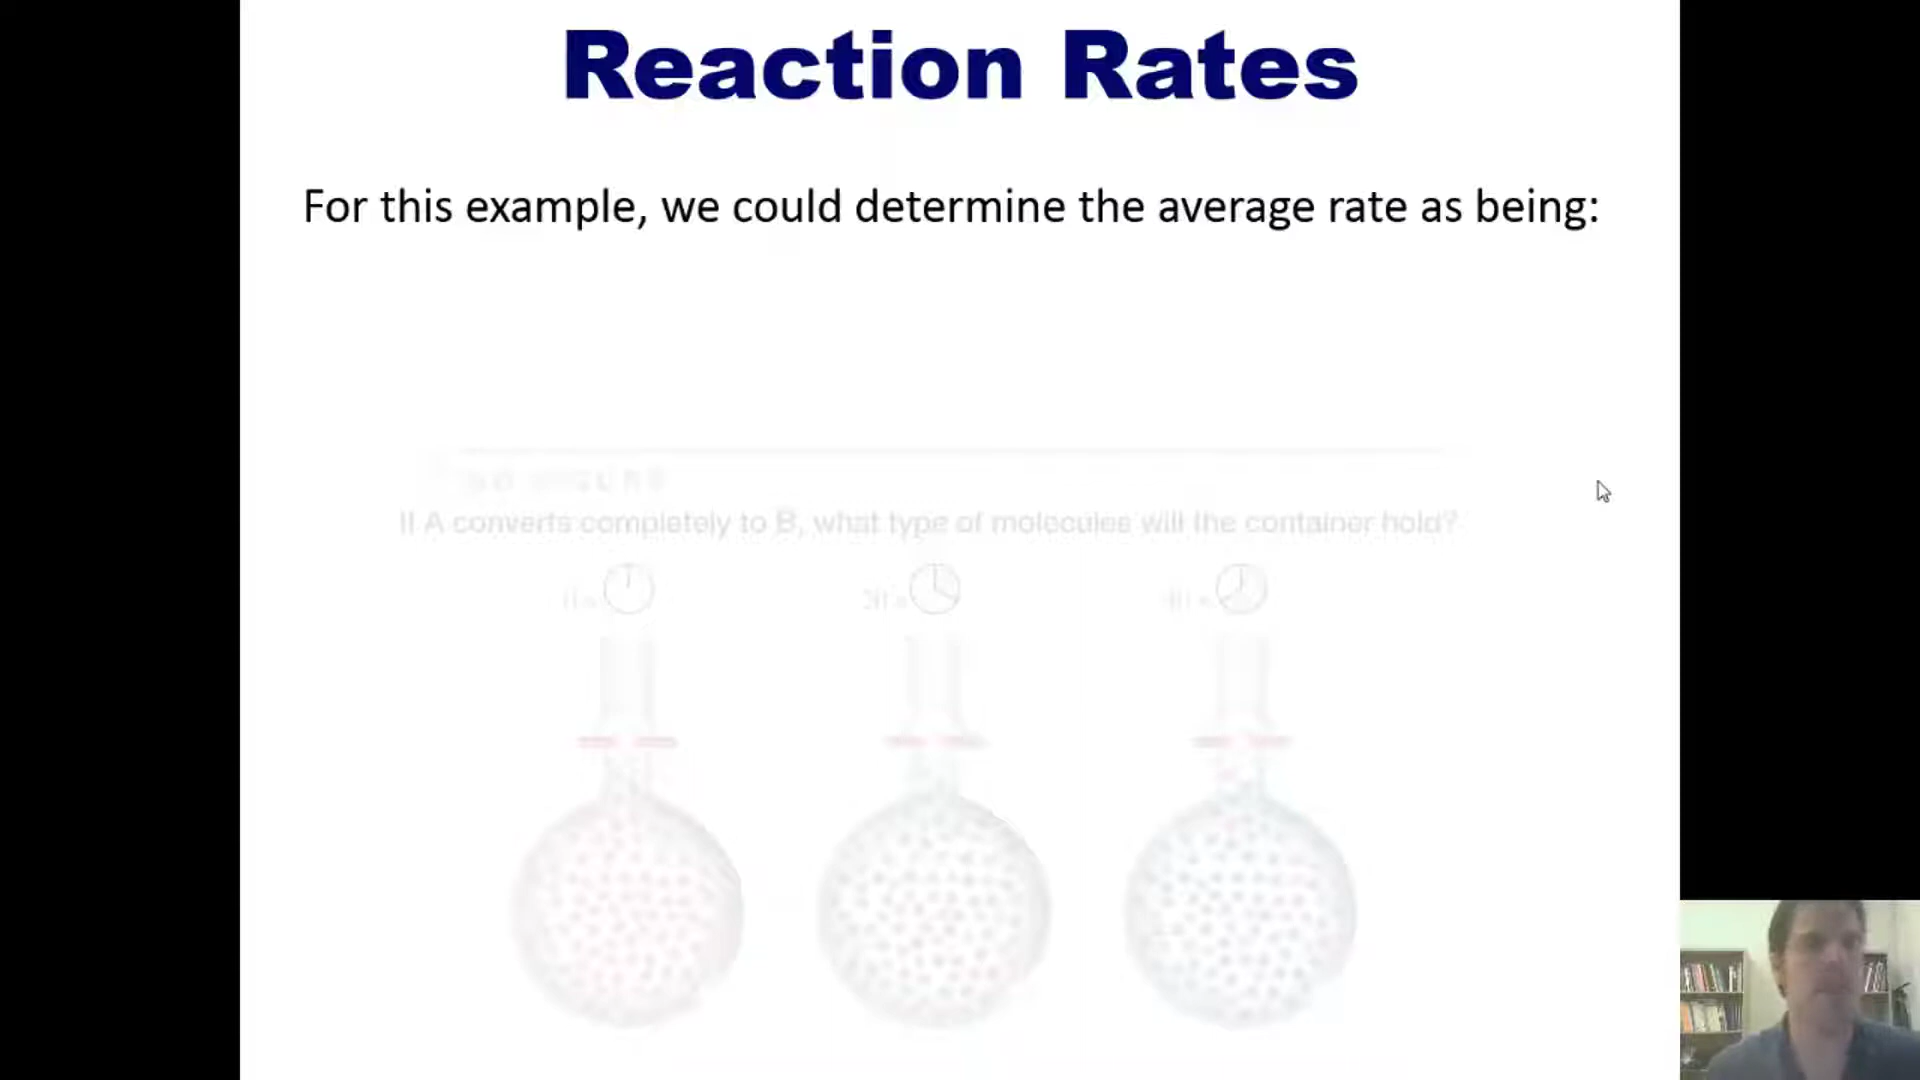 Reaction Rates
For this example, we could determine the average rate as being:
If A converts completely to B, what type of molecules will the container hold?